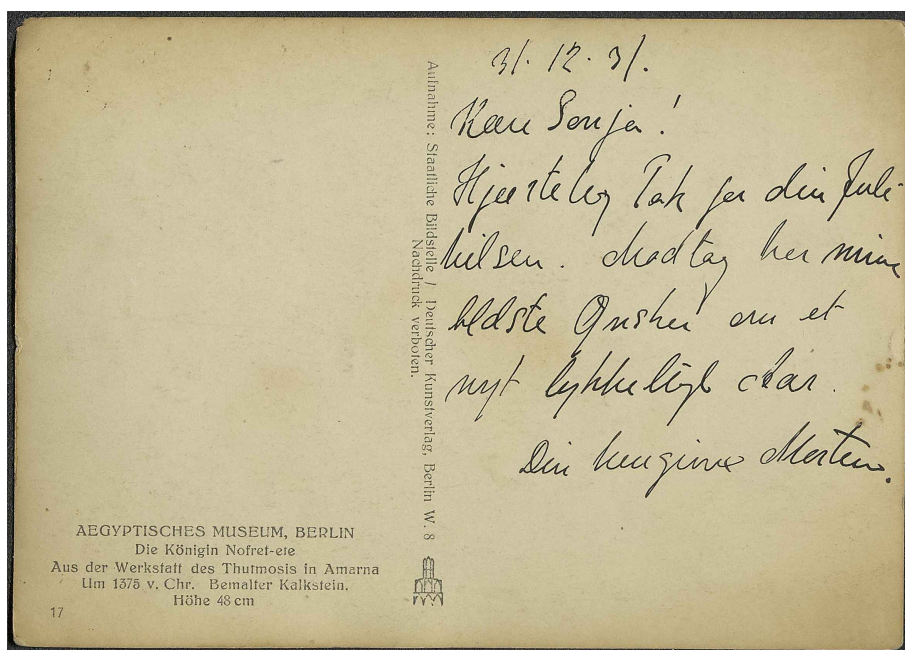 31.12.31.
Kære Sonja!
Hjertelig Tak for din Jule-
hilsen. Modtag her mine
bedste Ønsker om et
nyt lykkeligt Aar.
Din hengivne Morten.
Aufnahme: Staatliche Bildstelle / Deutscher Kunstverlag, Berlin W. 8
Nachdruck verboten.
AEGYPTISCHES MUSEUM, BERLIN
Die Königin Nofret-ete
Aus der Werkstatt des Thutmosis in Amarna
Um 1375 v. Chr. Bemalter Kalkstein.
Höhe 48 cm
17